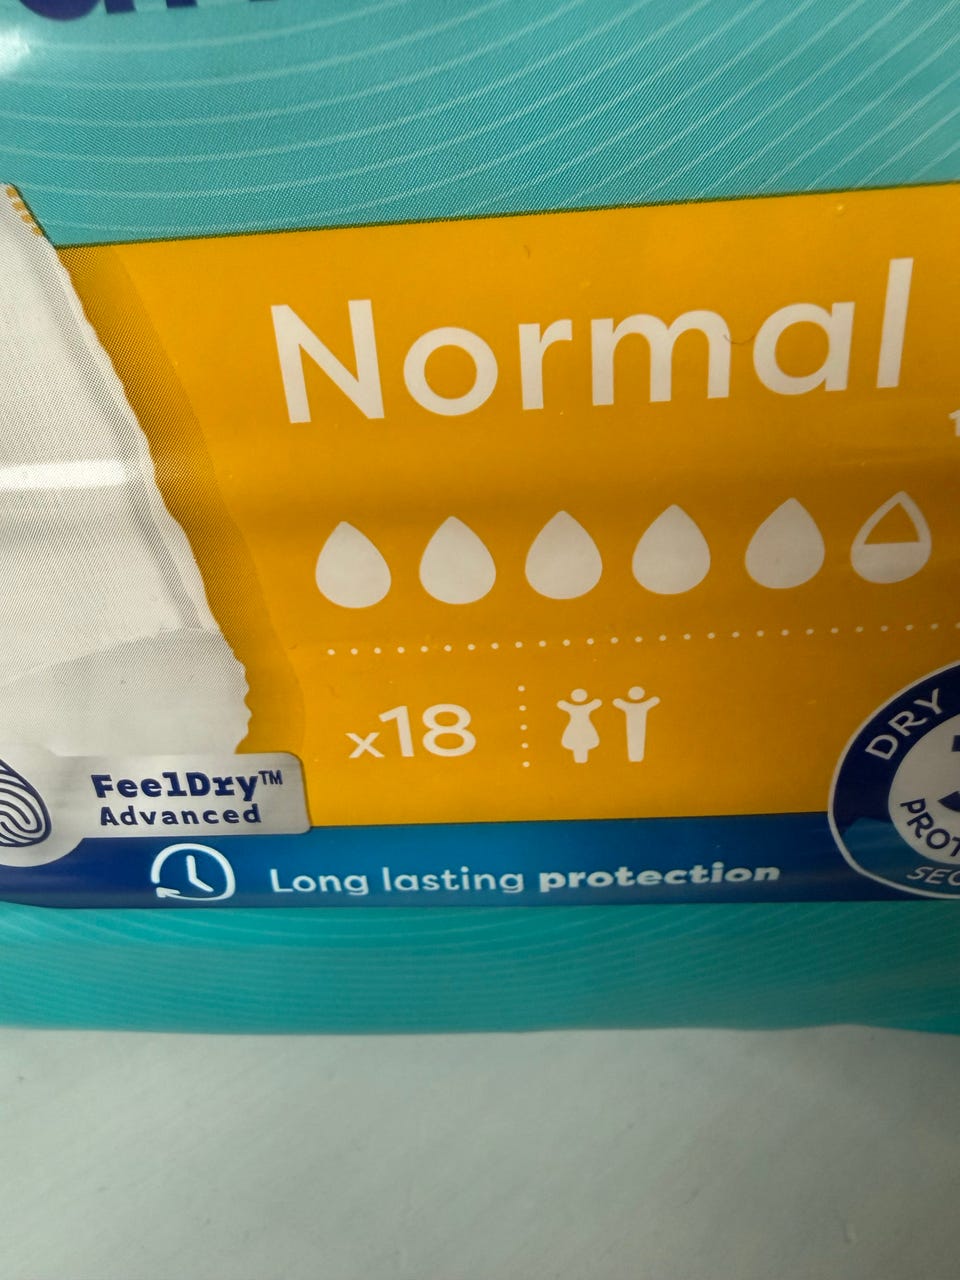 Normal
x18
FeelDry™
Advanced
Long lasting protection
DRY